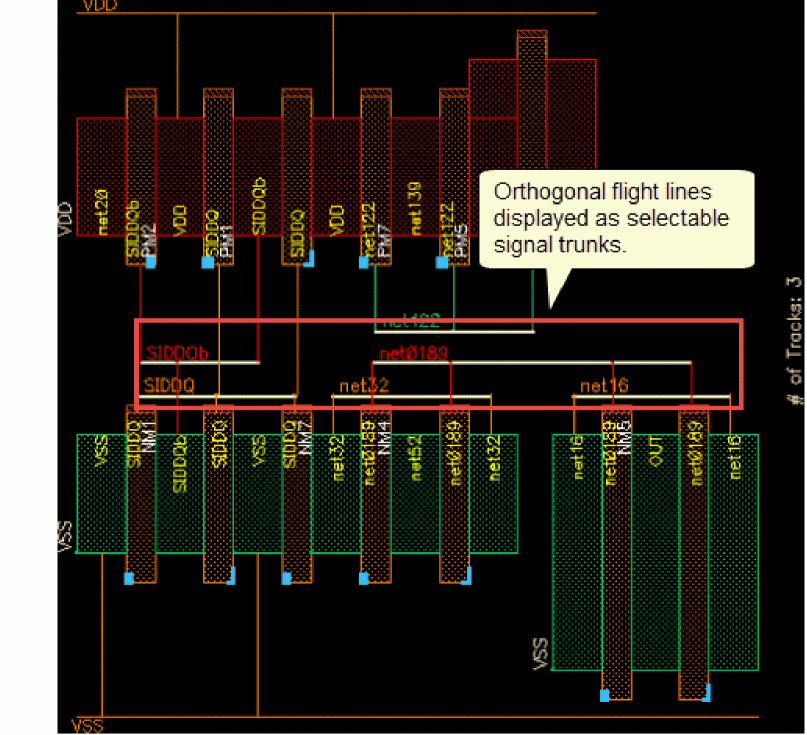 VDD
VDD
net20
SIDDQb
PM2
VDD
SIDDQ
PM1
SIDDQb
SIDDQ
VDD
net122
PM7
net139
net122
PM5
Orthogonal flight lines
displayed as selectable
signal trunks.
# of Tracks: 3
net122
SIDDQb
net0189
SIDDQ
net32
net16
VSS
SIDDQ
NM1
SIDDQb
SIDDQ
VSS
SIDDQ
NM7
net32
net0189
NM4
net52
net0189
net32
net16
net0189
OUT
net0189
net16
VSS
VSS
VSS